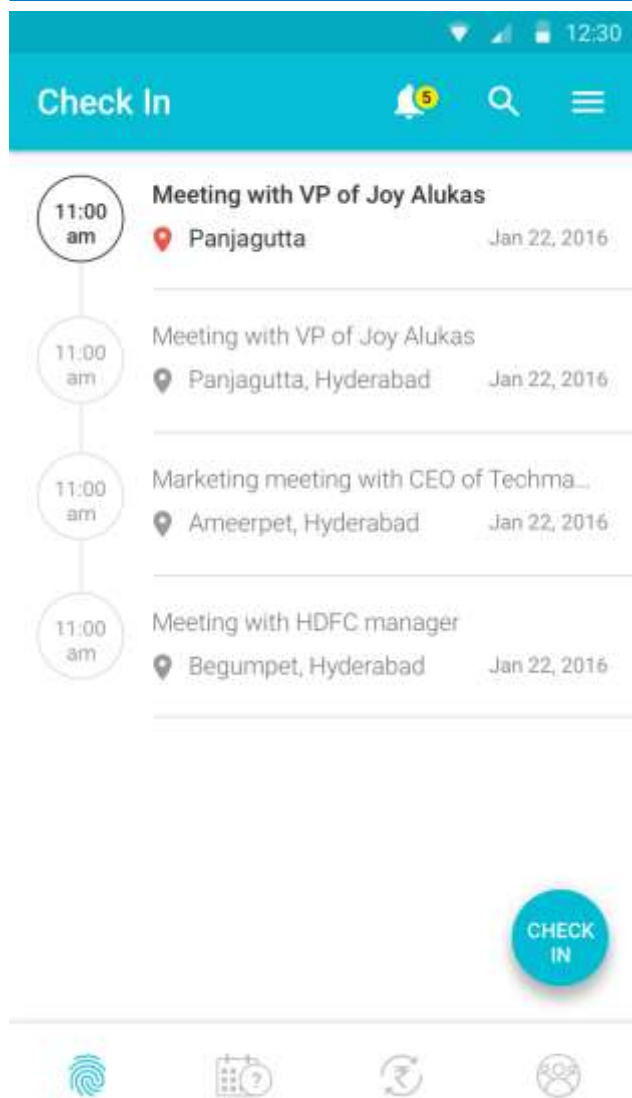 12:30
Check In
5
11:00
am
Meeting with VP of Joy Alukas
Panjagutta
Jan 22, 2016
11:00
am
Meeting with VP of Joy Alukas
Panjagutta, Hyderabad
Jan 22, 2016
11:00
am
Marketing meeting with CEO of Techma...
Ameerpet, Hyderabad
Jan 22, 2016
11:00
am
Meeting with HDFC manager
Begumpet, Hyderabad
Jan 22, 2016
CHECK
IN
?
₹